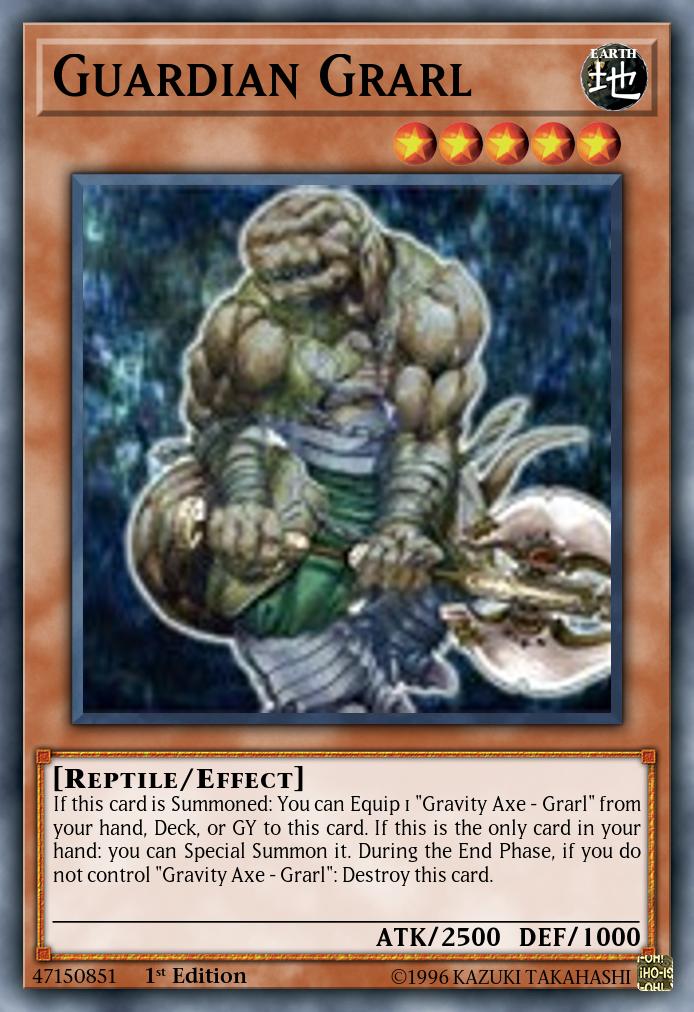 GUARDIAN GRARL
EARTH
地
[REPTILE/EFFECT]
If this card is Summoned: You can Equip 1 "Gravity Axe - Grarl" from
your hand, Deck, or GY to this card. If this is the only card in your
hand: you can Special Summon it. During the End Phase, if you do
not control "Gravity Axe - Grarl": Destroy this card.
ATK/2500 DEF/1000
47150851 1st Edition ©1996 KAZUKI TAKAHASHI